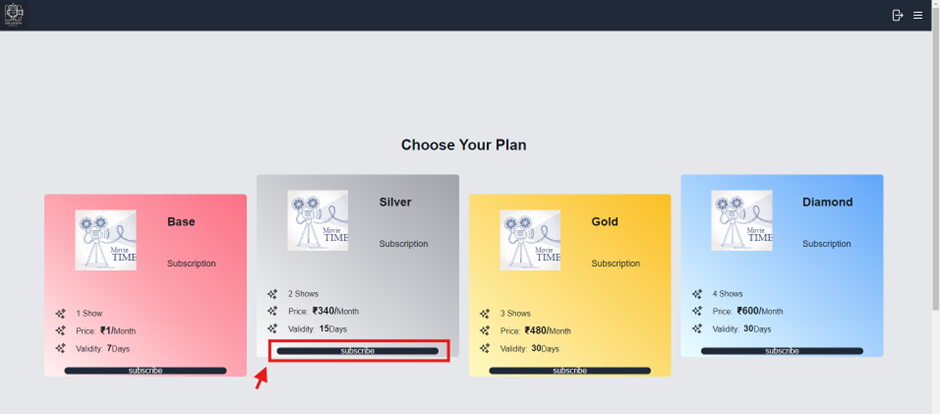 Choose Your Plan
Base
Movie
TIME
Subscription
1 Show
Price: ₹1/Month
Validity: 7Days
subscribe
Silver
Movie
TIME
Subscription
2 Shows
Price: ₹340/Month
Validity: 15Days
subscribe
Gold
Movie
TIME
Subscription
3 Shows
Price: ₹480/Month
Validity: 30Days
subscribe
Diamond
Movie
TIME
Subscription
4 Shows
Price: ₹600/Month
Validity: 30Days
subscribe